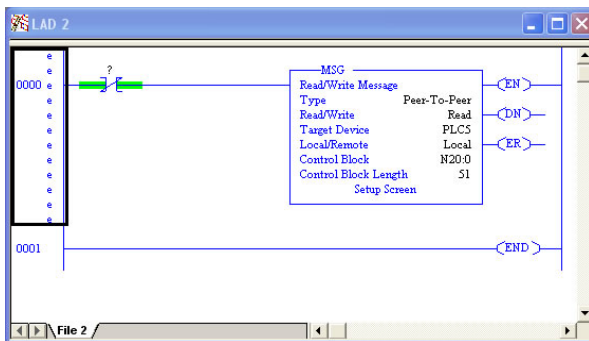 LAD 2
e
e
0000 e
e
e
e
e
e
e
e
e
e
?
MSG
Read/Write Message
Type Peer-To-Peer
Read/Write Read
Target Device PLC5
Local/Remote Local
Control Block N20:0
Control Block Length 51
Setup Screen
EN
DN
ER
0001
END
File 2